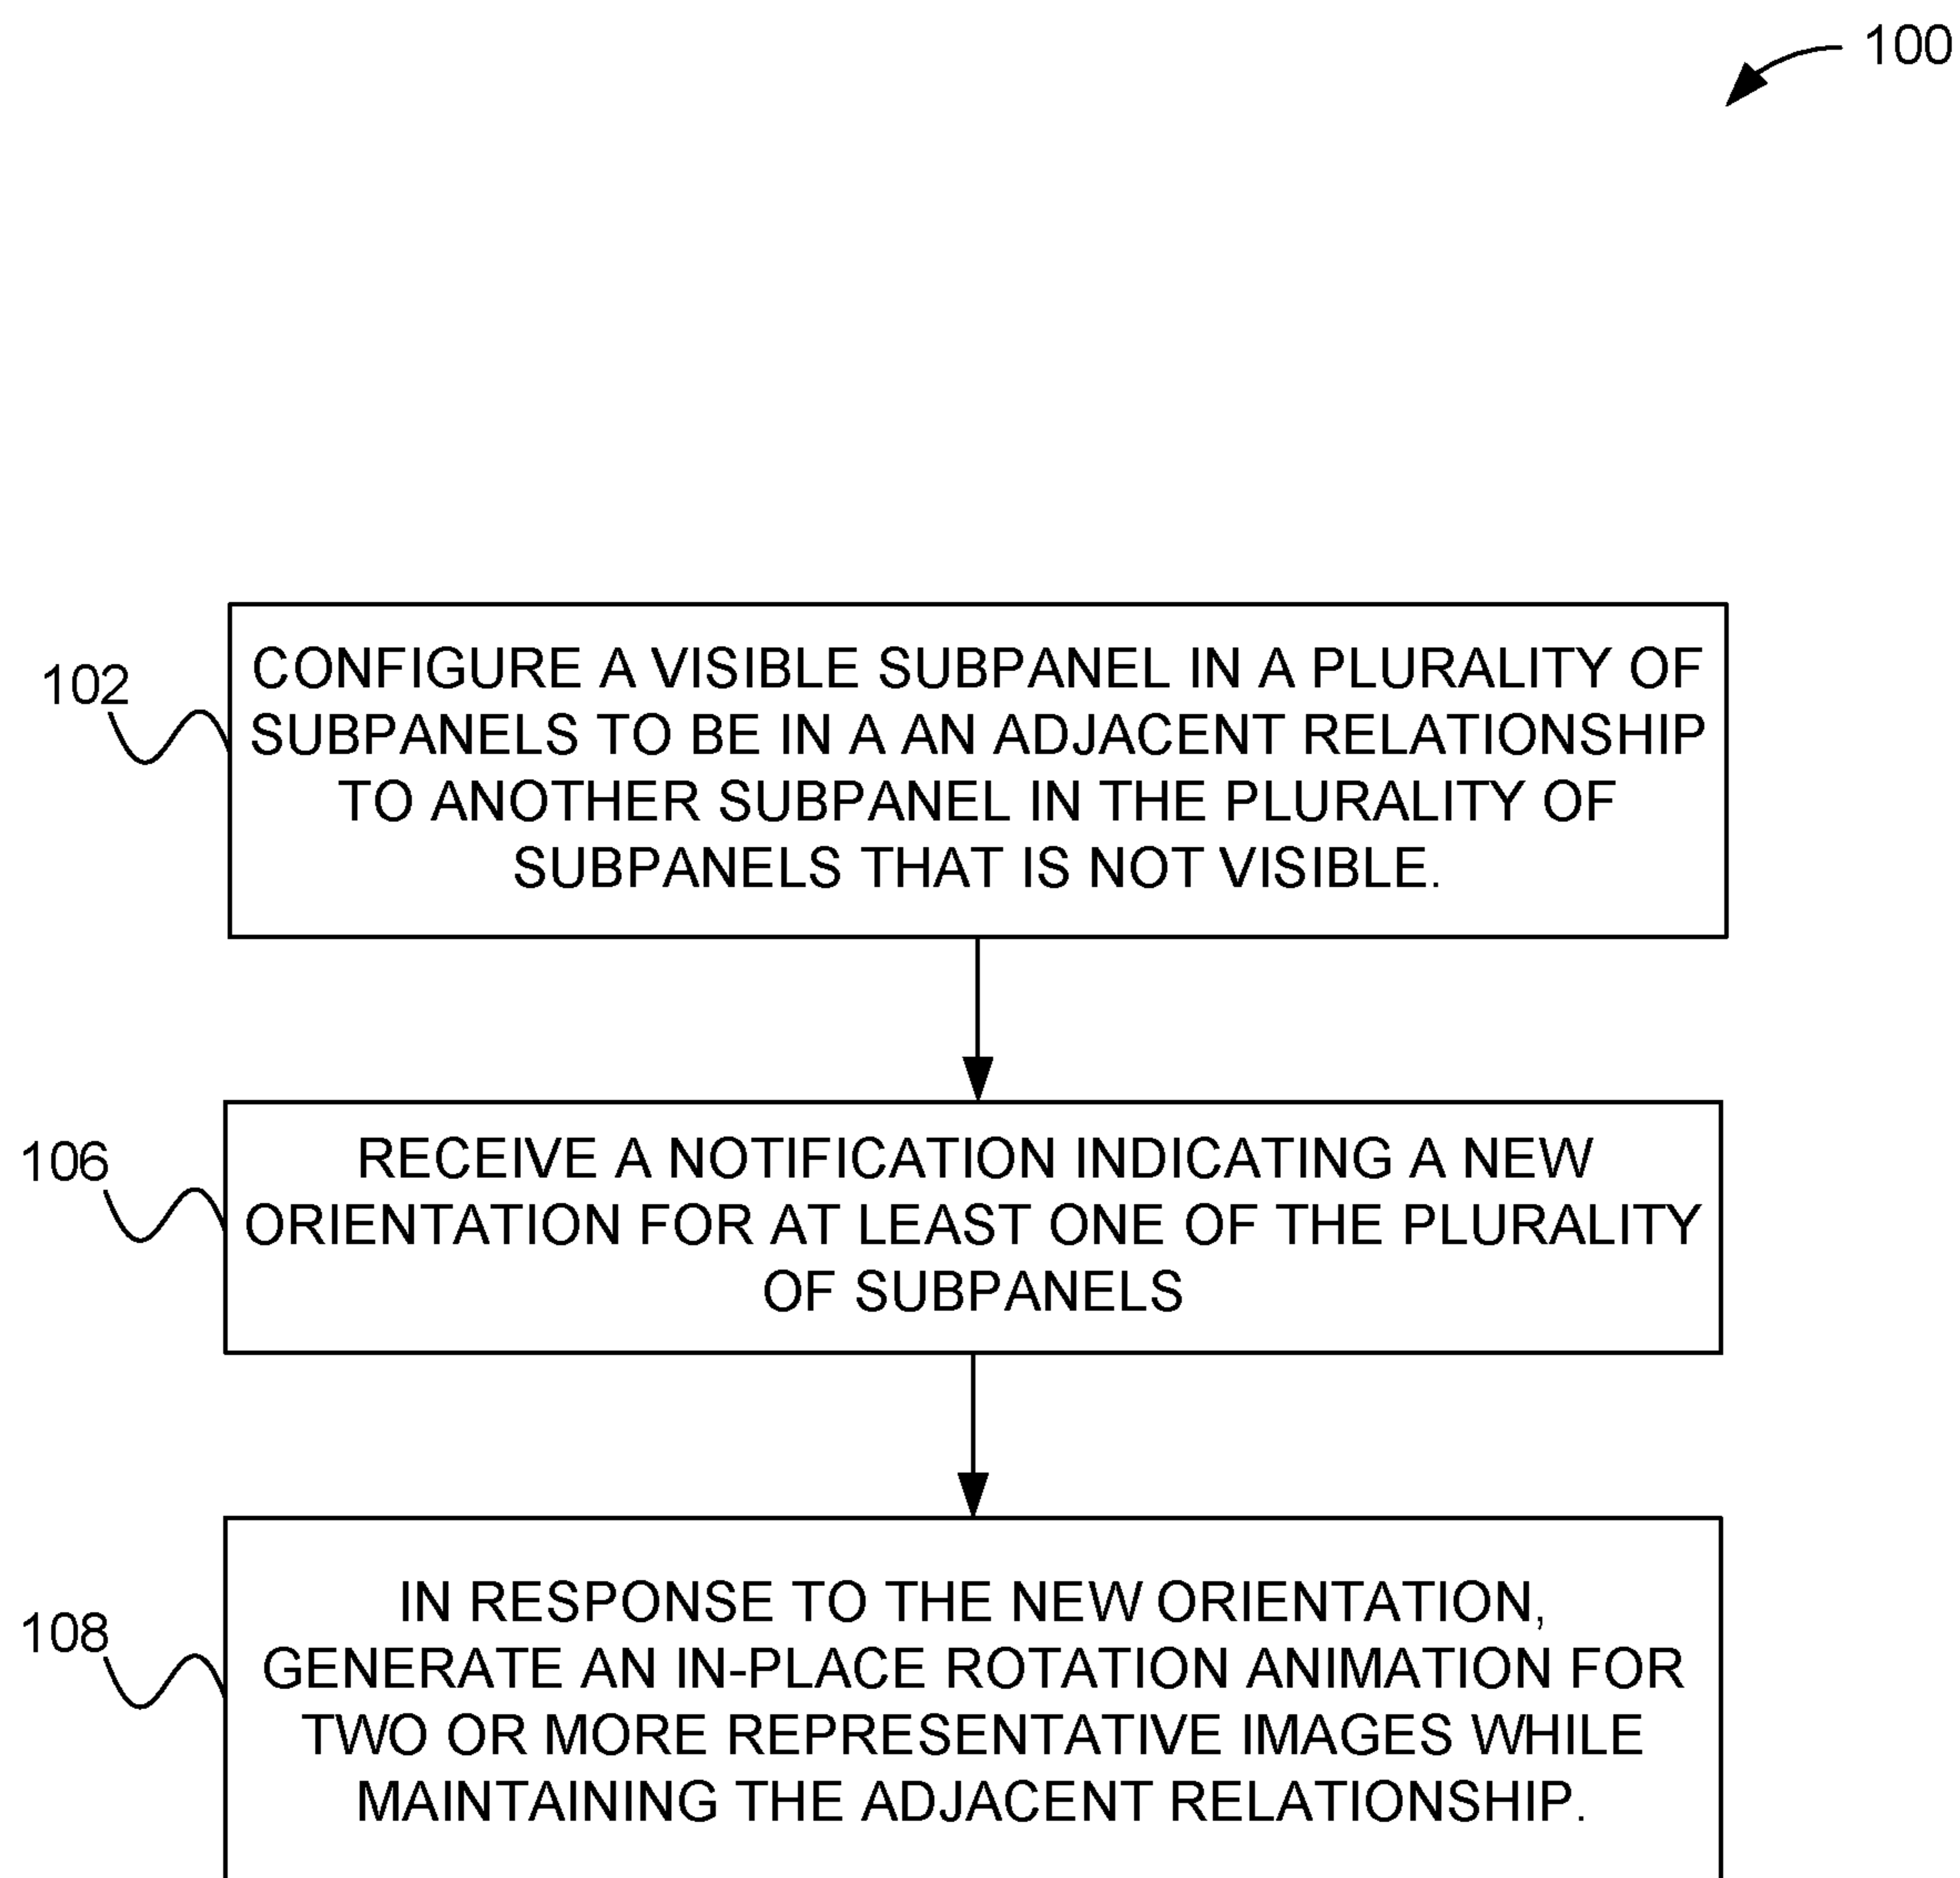 100
102
CONFIGURE A VISIBLE SUBPANEL IN A PLURALITY OF
SUBPANELS TO BE IN A AN ADJACENT RELATIONSHIP
TO ANOTHER SUBPANEL IN THE PLURALITY OF
SUBPANELS THAT IS NOT VISIBLE.
106
RECEIVE A NOTIFICATION INDICATING A NEW
ORIENTATION FOR AT LEAST ONE OF THE PLURALITY
OF SUBPANELS
108
IN RESPONSE TO THE NEW ORIENTATION,
GENERATE AN IN-PLACE ROTATION ANIMATION FOR
TWO OR MORE REPRESENTATIVE IMAGES WHILE
MAINTAINING THE ADJACENT RELATIONSHIP.